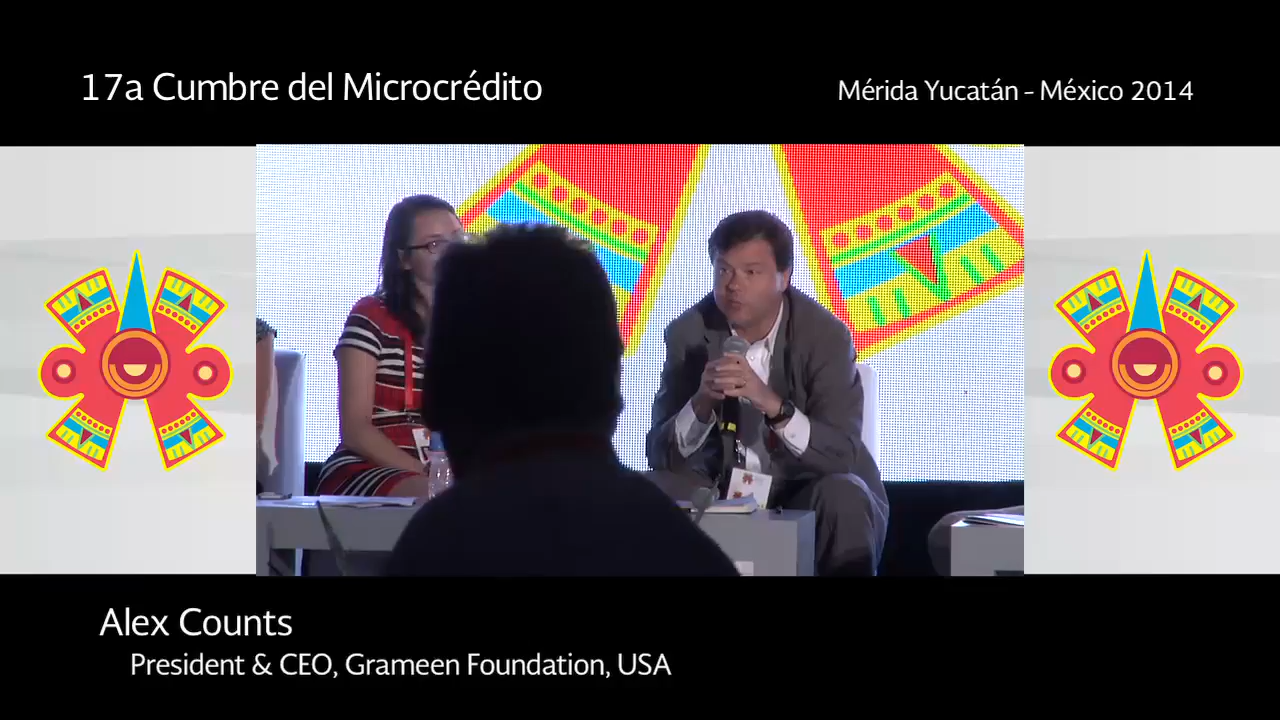 17a Cumbre del Microcrédito
Mérida Yucatán - México 2014
Alex Counts
President & CEO, Grameen Foundation, USA